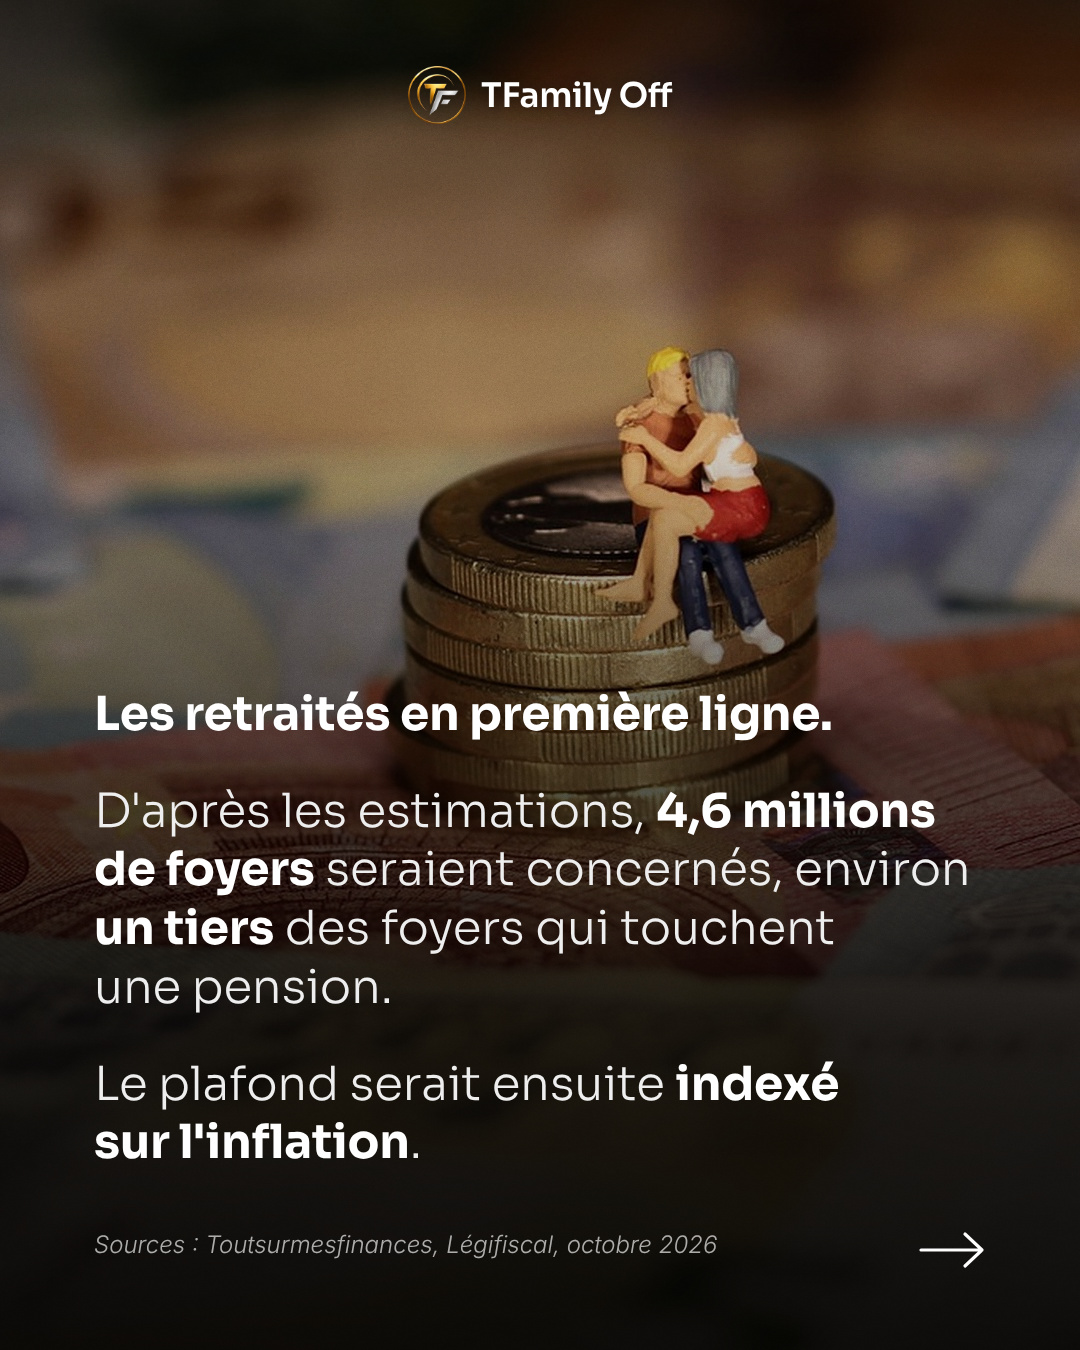 TFamily Off
Les retraités en première ligne.
D'après les estimations, 4,6 millions
de foyers seraient concernés, environ
un tiers des foyers qui touchent
une pension.
Le plafond serait ensuite indexé
sur l'inflation.
Sources : Toutsurmesfinances, Légifiscal, octobre 2026